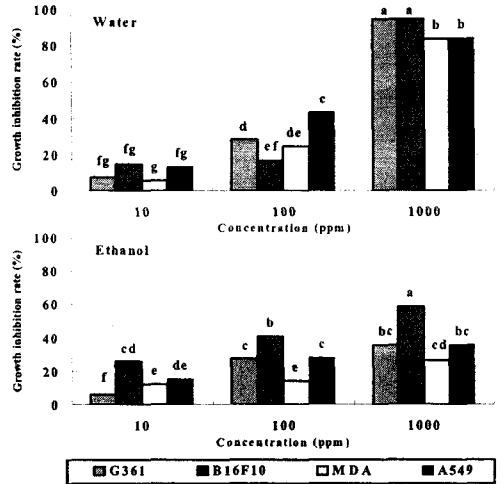 Water
Growth inhibition rate (%)
100
80
60
40
20
0
fg fg g fg
d ef de c
a a b b
10 100 1000
Concentration (ppm)
Ethanol
Growth inhibition rate (%)
100
80
60
40
20
0
f cd e de
c b e c
bc a cd bc
10 100 1000
Concentration (ppm)
G361 B16F10 MDA A549